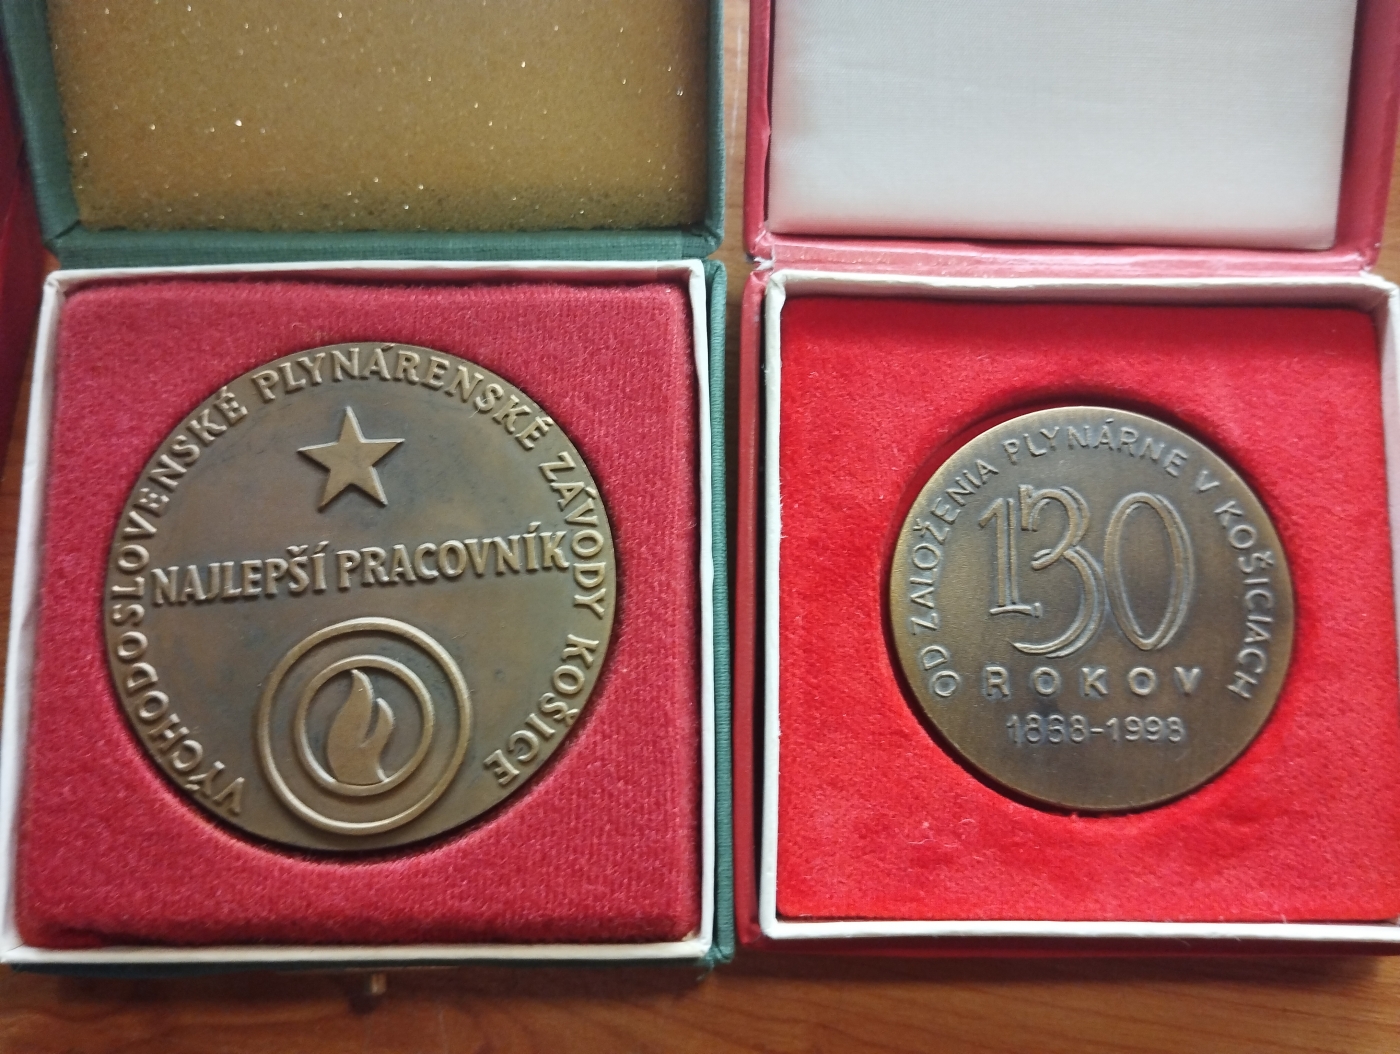 VÝCHODOSLOVENSKÉ PLYNÁRENSKÉ ZÁVODY KOŠICE
NAJLEPŠÍ PRACOVNÍK
OD ZALOŽENIA PLYNÁRNE V KOŠICIACH
130
ROKOV
1868-1998